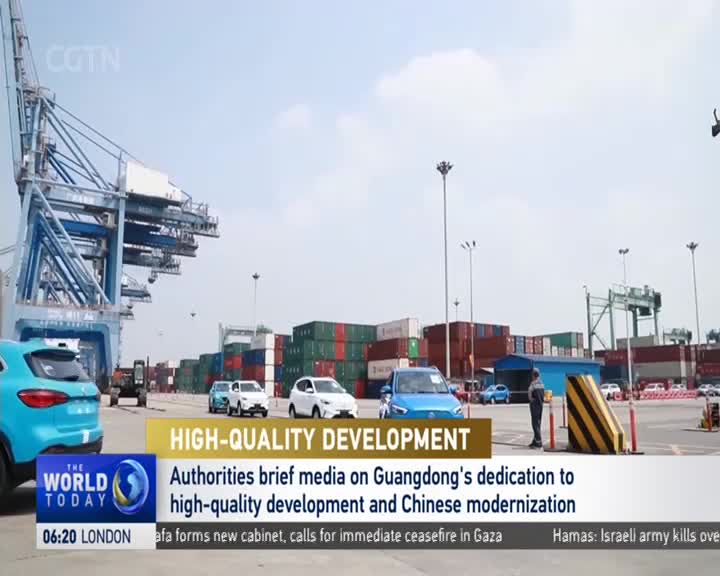 CGTN
HIGH-QUALITY DEVELOPMENT
Authorities brief media on Guangdong's dedication to
high-quality development and Chinese modernization
THE
WORLD
TODAY
06:20 LONDON
afa forms new cabinet, calls for immediate ceasefire in Gaza Hamas: Israeli army kills ove